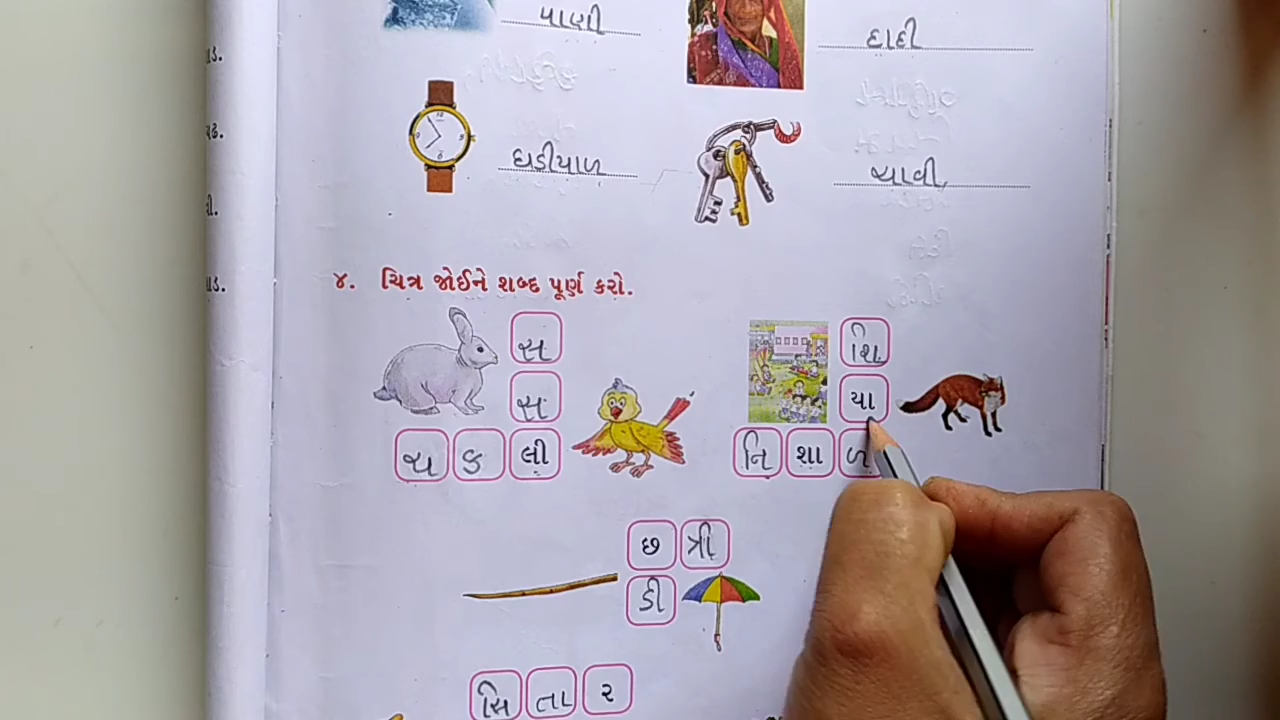 પાણી
દાદી
ઘડીયાળ
ચાવી
૪. ચિત્ર જોઈને શબ્દ પૂર્ણ કરો.
સ
શિ
સ
યા
ચ ક લી
નિ શા ળ
છ ત્રી
ડી
સિ તા ર